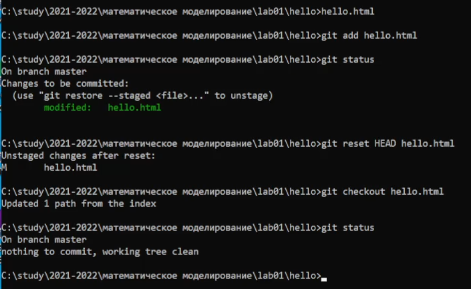 C:\study\2021-2022\математическое моделирование\lab01\hello>hello.html
C:\study\2021-2022\математическое моделирование\lab01\hello>git add hello.html
C:\study\2021-2022\математическое моделирование\lab01\hello>git status
On branch master
Changes to be committed:
  (use "git restore --staged <file>..." to unstage)
        modified:   hello.html
C:\study\2021-2022\математическое моделирование\lab01\hello>git reset HEAD hello.html
Unstaged changes after reset:
M       hello.html
C:\study\2021-2022\математическое моделирование\lab01\hello>git checkout hello.html
Updated 1 path from the index
C:\study\2021-2022\математическое моделирование\lab01\hello>git status
On branch master
nothing to commit, working tree clean
C:\study\2021-2022\математическое моделирование\lab01\hello>